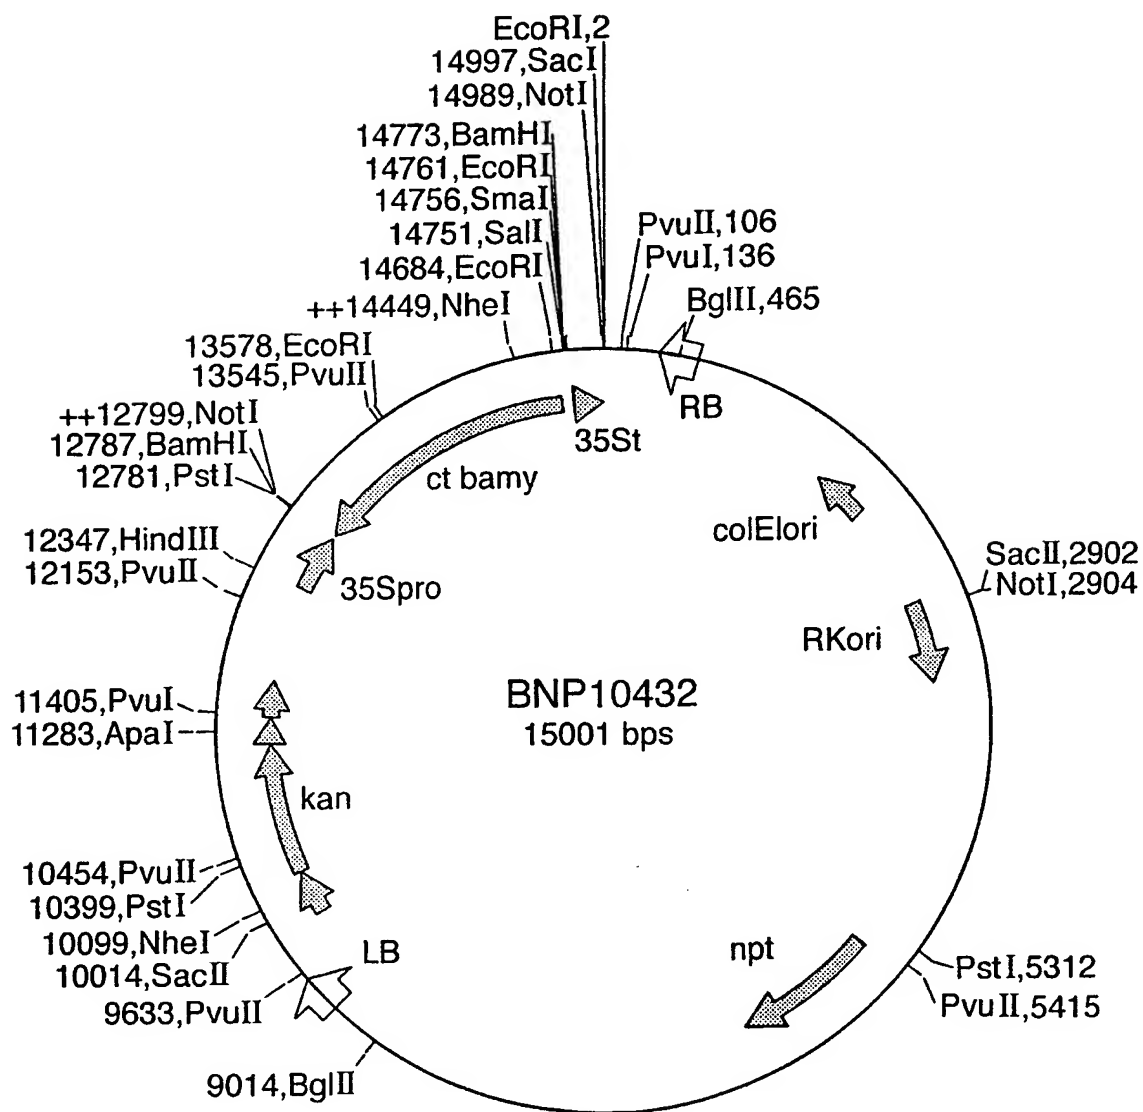 EcoRI,2
14997,SacI
14989,NotI
14773,BamHI
14761,EcoRI
14756,SmaI
14751,SalI
14684,EcoRI
++14449,NheI
13578,EcoRI
13545,PvuII
++12799,NotI
12787,BamHI
12781,PstI
12347,HindIII
12153,PvuII
11405,PvuI
11283,ApaI
10454,PvuII
10399,PstI
10099,NheI
10014,SacII
9633,PvuII
9014,BglII
PvuII,106
PvuI,136
BglII,465
RB
35St
ct bamy
35Spro
colElori
SacII,2902
NotI,2904
RKori
BNP10432
15001 bps
kan
LB
npt
PstI,5312
PvuII,5415